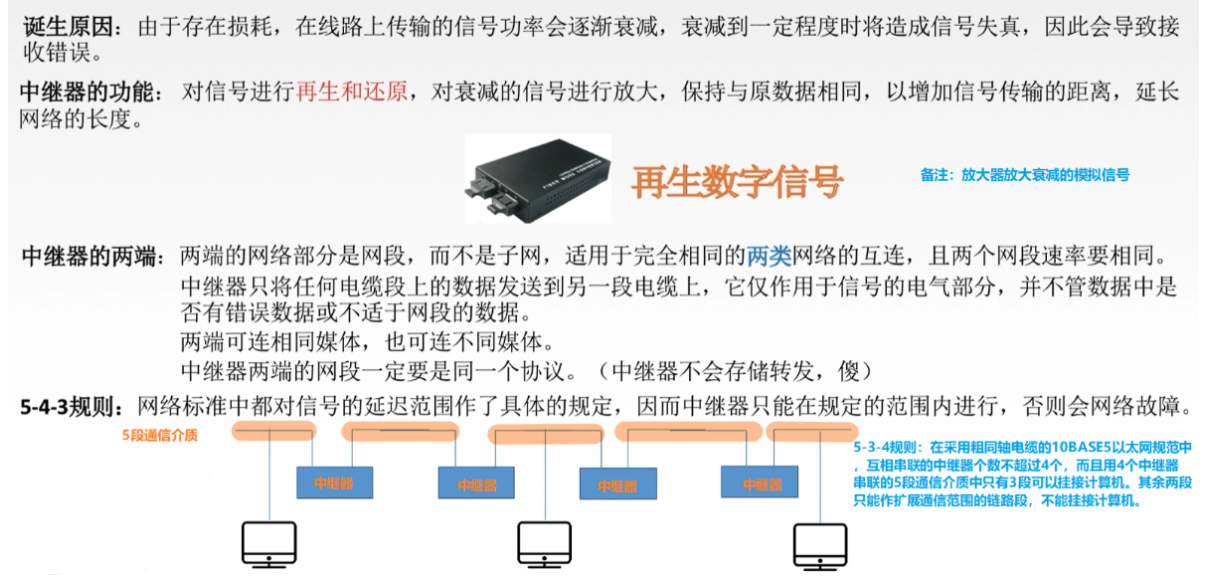 诞生原因：由于存在损耗，在线路上传输的信号功率会逐渐衰减，衰减到一定程度时将造成信号失真，因此会导致接
收错误。
中继器的功能： 对信号进行再生和还原，对衰减的信号进行放大，保持与原数据相同，以增加信号传输的距离，延长
网络的长度。
再生数字信号
备注：放大器放大衰减的模拟信号
中继器的两端：两端的网络部分是网段，而不是子网，适用于完全相同的两类网络的互连，且两个网段速率要相同。
中继器只将任何电缆段上的数据发送到另一段电缆上，它仅作用于信号的电气部分，并不管数据中是
否有错误数据或不适于网段的数据。
两端可连相同媒体，也可连不同媒体。
中继器两端的网段一定要是同一个协议。（中继器不会存储转发，傻）
5-4-3规则：网络标准中都对信号的延迟范围作了具体的规定，因而中继器只能在规定的范围内进行，否则会网络故障。
5段通信介质
中继器
中继器
中继器
中继器
5-3-4规则：在采用粗同轴电缆的10BASE5以太网规范中
，互相串联的中继器个数不超过4个，而且用4个中继器
串联的5段通信介质中只有3段可以挂接计算机。其余两段
只能作扩展通信范围的链路段，不能挂接计算机。